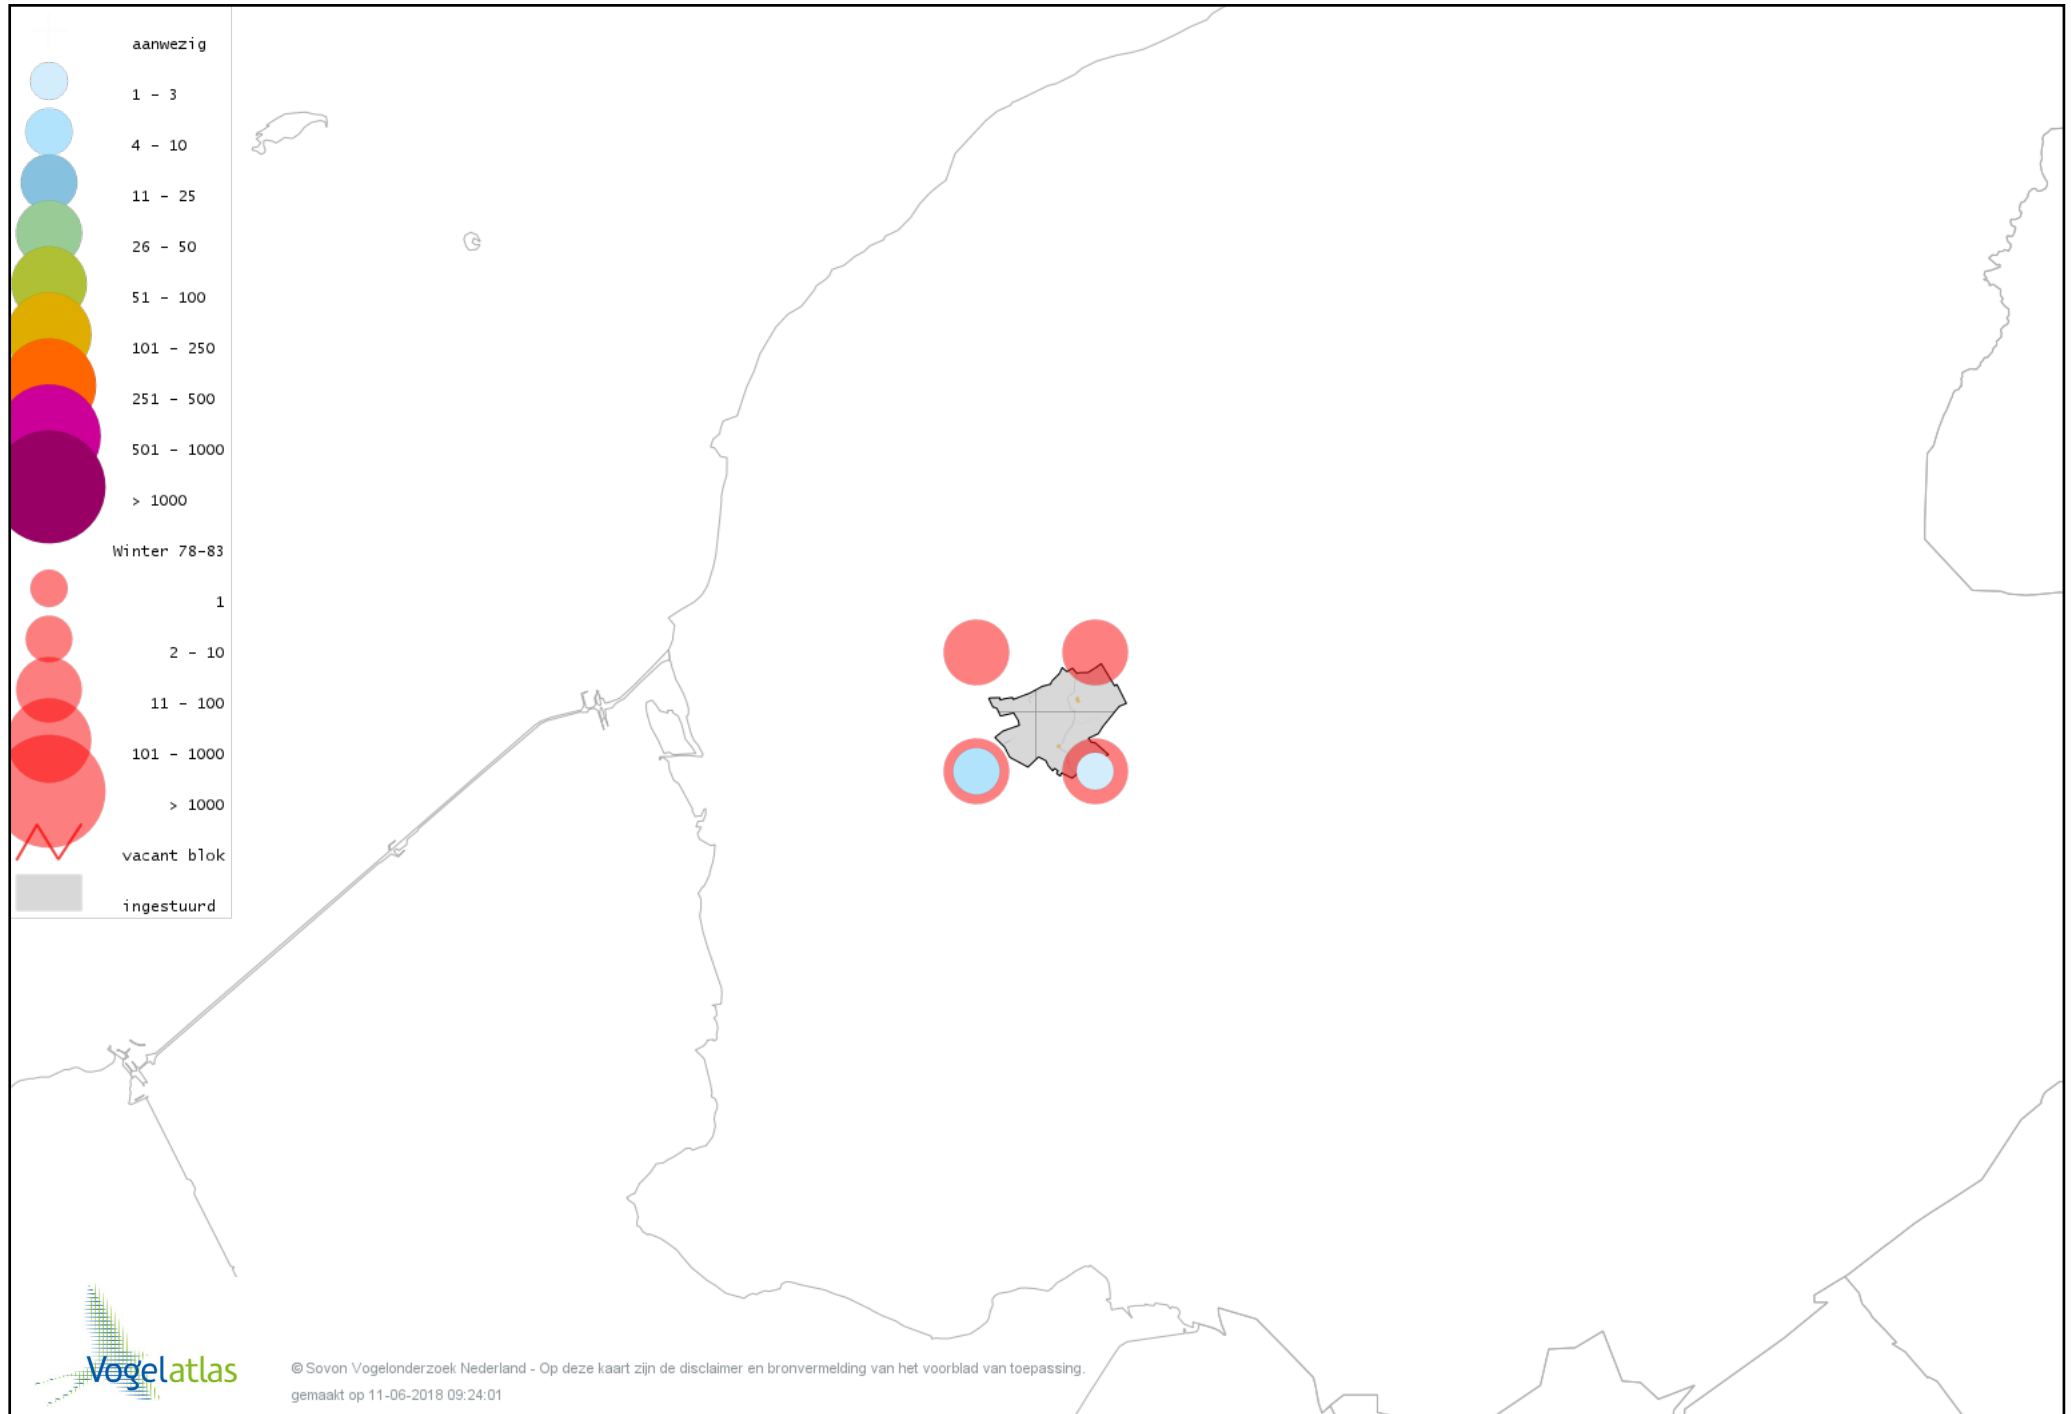 aanwezig
1 - 3
4 - 10
11 - 25
26 - 50
51 - 100
101 - 250
251 - 500
501 - 1000
> 1000
Winter 78-83
1
2 - 10
11 - 100
101 - 1000
> 1000
vacant blok
ingestuurd
Vogelatlas
© Sovon Vogelonderzoek Nederland - Op deze kaart zijn de disclaimer en bronvermelding van het voorblad van toepassing.
gemaakt op 11-06-2018 09:24:01